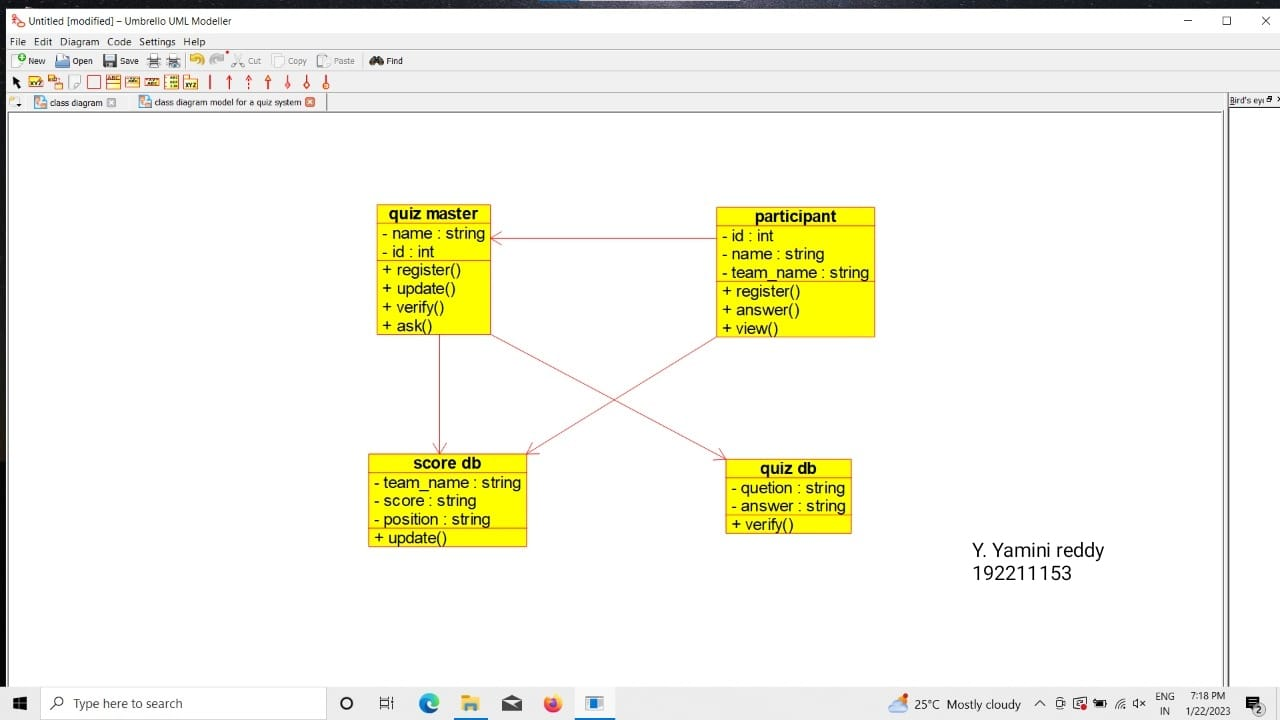 Untitled [modified] – Umbrello UML Modeller
File Edit Diagram Code Settings Help
New Open Save Cut Copy Paste Find
class diagram class diagram model for a quiz system
Bird's eye
quiz master
- name : string
- id : int
+ register()
+ update()
+ verify()
+ ask()
participant
- id : int
- name : string
- team_name : string
+ register()
+ answer()
+ view()
score db
- team_name : string
- score : string
- position : string
+ update()
quiz db
- quetion : string
- answer : string
+ verify()
Y. Yamini reddy
192211153
Type here to search
25°C Mostly cloudy
ENG
IN
7:18 PM
1/22/2023
2